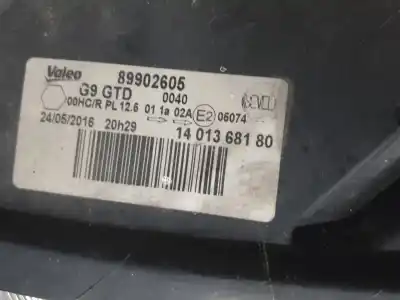 Valeo 89902605
G9 GTD 0040
00HC/R PL 12.6 01 1a 02A E2 06074
24/05/2016 20h29
14 013 681 80